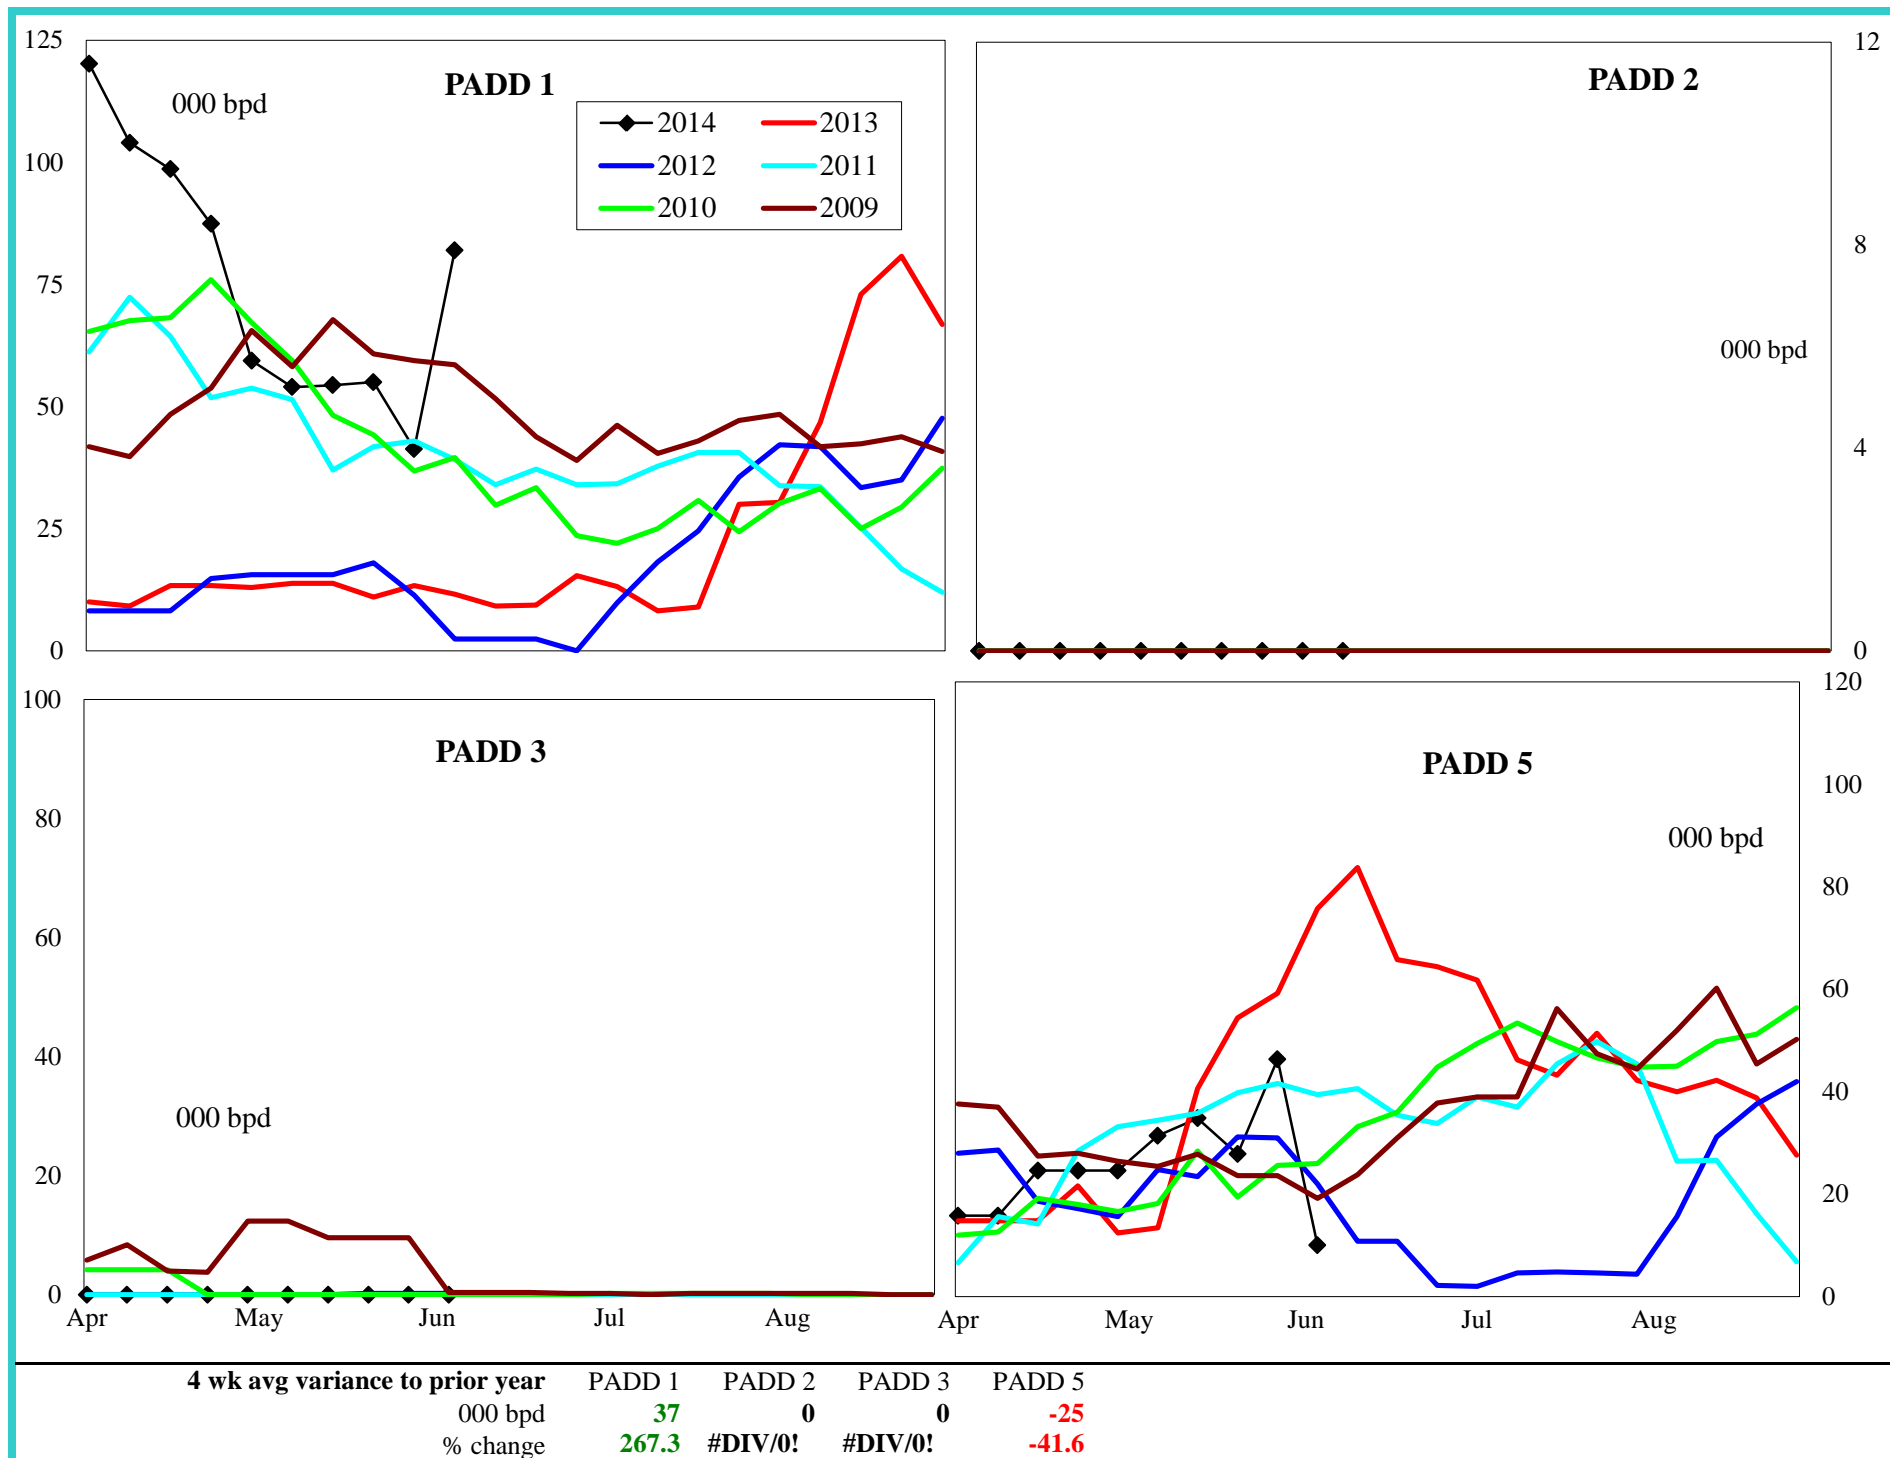 125
100
75
50
25
0
PADD 1
000 bpd
2014
2013
2012
2011
2010
2009
PADD 2
12
8
4
0
000 bpd
100
80
60
40
20
0
PADD 3
000 bpd
Apr May Jun Jul Aug
PADD 5
120
100
80
60
40
20
0
000 bpd
Apr May Jun Jul Aug
4 wk avg variance to prior year PADD 1 PADD 2 PADD 3 PADD 5
000 bpd 37 0 0 -25
% change 267.3 #DIV/0! #DIV/0! -41.6